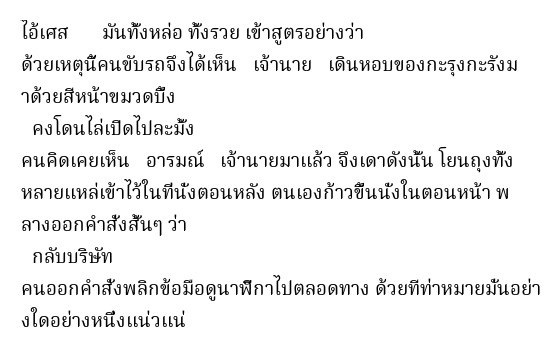 ไอ้เศส      มันทั้งหล่อ ทั้งรวย เข้าสูตรอย่างว่า
ด้วยเหตุนี้คนขับรถจึงได้เห็น   เจ้านาย   เดินหอบของกะรุงกะรังม
าด้วยสีหน้าขมวดบึ้ง
  คงโดนไล่เปิดไปละมั้ง
คนคิดเคยเห็น   อารมณ์   เจ้านายมาแล้ว จึงเดาดังนั้น โยนถุงทั้ง
หลายแหล่เข้าไว้ในที่นั่งตอนหลัง ตนเองก้าวขึ้นนั่งในตอนหน้า พ
ลางออกคำสั่งสั้นๆ ว่า
  กลับบริษัท
คนออกคำสั่งพลิกข้อมือดูนาฬิกาไปตลอดทาง ด้วยทีท่าหมายมั่นอย่า
งใดอย่างหนึ่งแน่วแน่